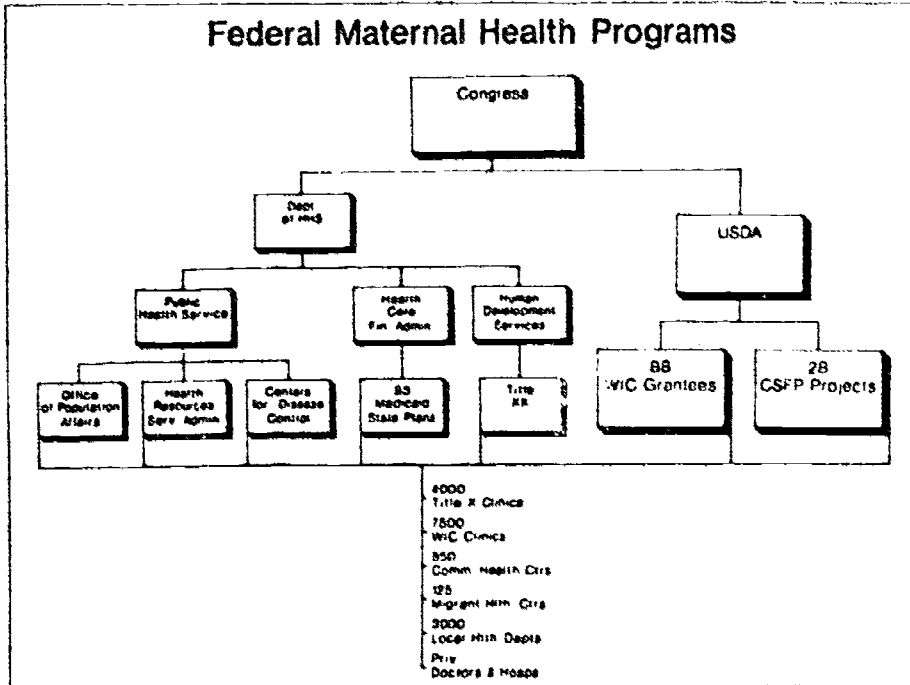 Federal Maternal Health Programs
Congress
Dept
of HHS
USDA
Public
Health Service
Health
Care
Fin. Admin
Human
Development
Services
88
WIC Grantees
28
CSFP Projects
Office
of Population
Affairs
Health
Resources
Serv Admin
Centers
for Disease
Control
Medicaid
State Plans
Title
XX
4000
Title X Clinics
7500
WIC Clinics
Comm. Health Ctrs
125
Migrant Hlth Ctrs
3000
Local Hlth Depts
Priv
Doctors & Hosps